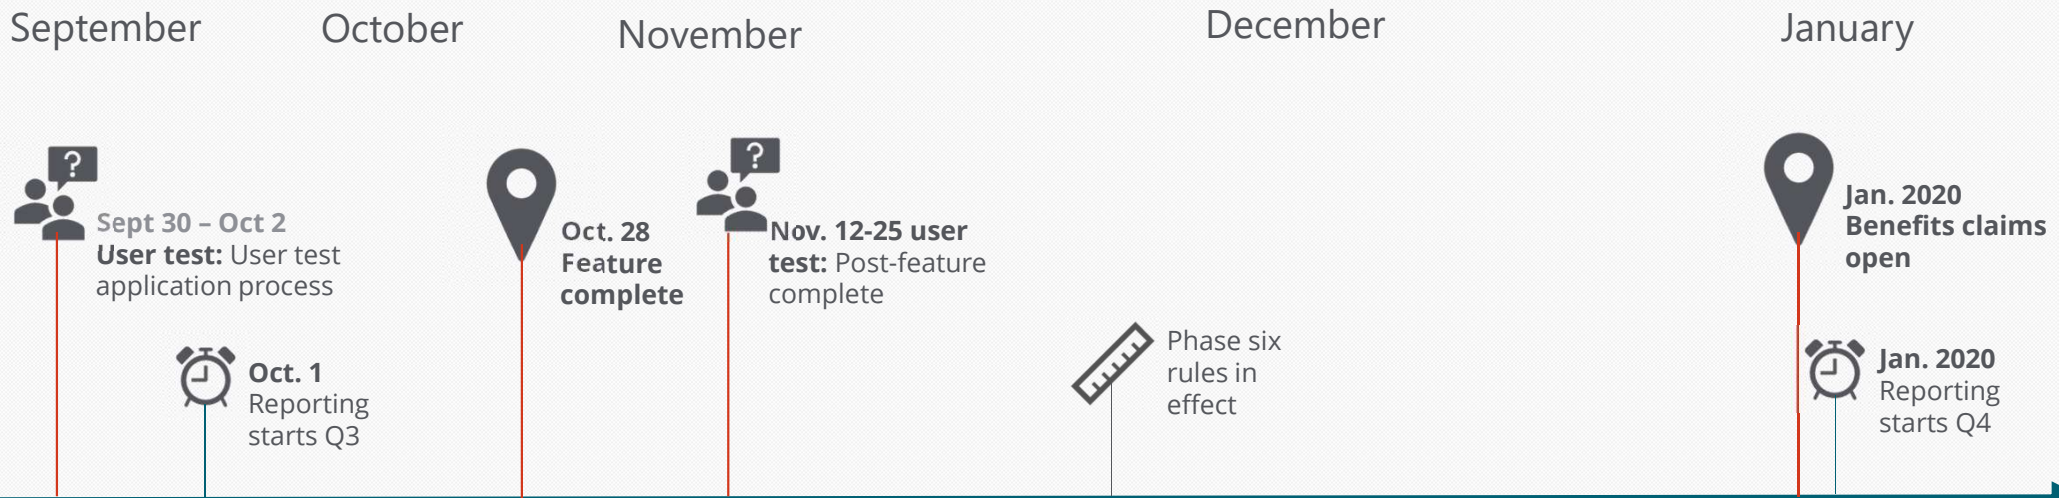 September
October
November
December
January
?
Sept 30 – Oct 2
User test: User test
application process
Oct. 1
Reporting
starts Q3
Oct. 28
Feature
complete
?
Nov. 12-25 user
test: Post-feature
complete
Phase six
rules in
effect
Jan. 2020
Benefits claims
open
Jan. 2020
Reporting
starts Q4